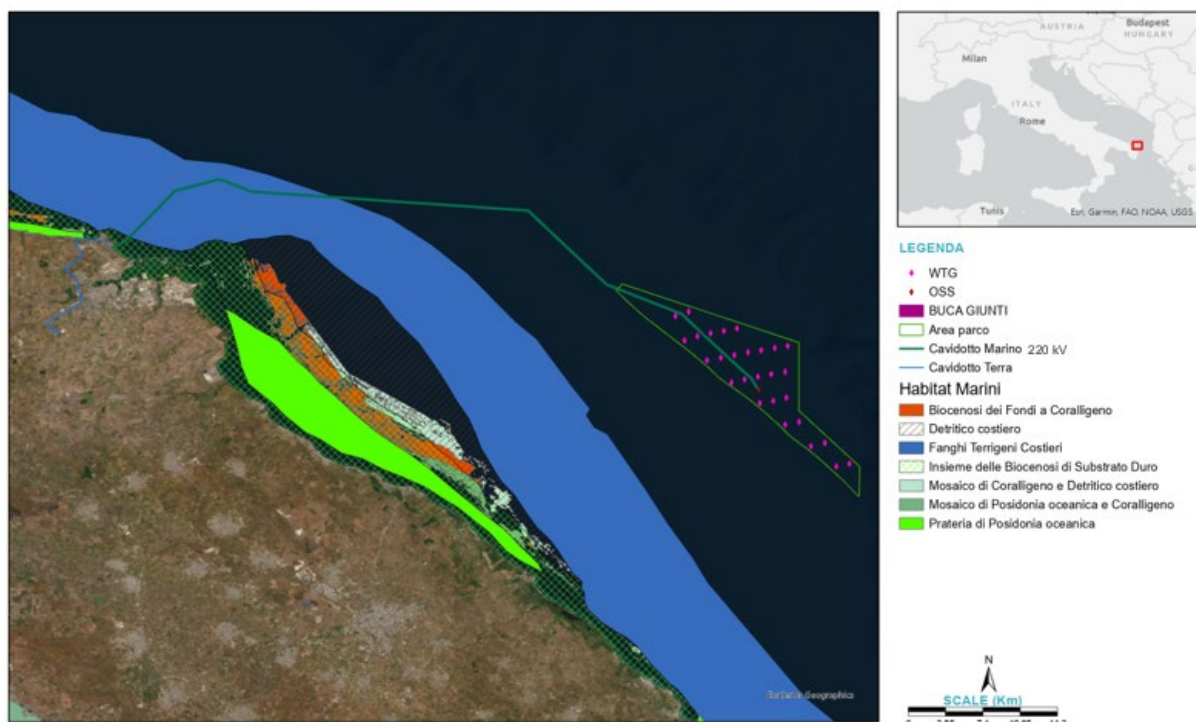 AUSTRIA
Budapest
HUNGARY
Milan
ITALY
Rome
Tunis
Esri, Garmin, FAO, NOAA, USGS
LEGENDA
WTG
OSS
BUCA GIUNTI
Area parco
Cavidotto Marino 220 kV
Cavidotto Terra
Habitat Marini
Biocenosi dei Fondi a Coralligeno
Detritico costiero
Fanghi Terrigeni Costieri
Insieme delle Biocenosi di Substrato Duro
Mosaico di Coralligeno e Detritico costiero
Mosaico di Posidonia oceanica e Coralligeno
Prateria di Posidonia oceanica
Geographics
N
SCALE (Km)